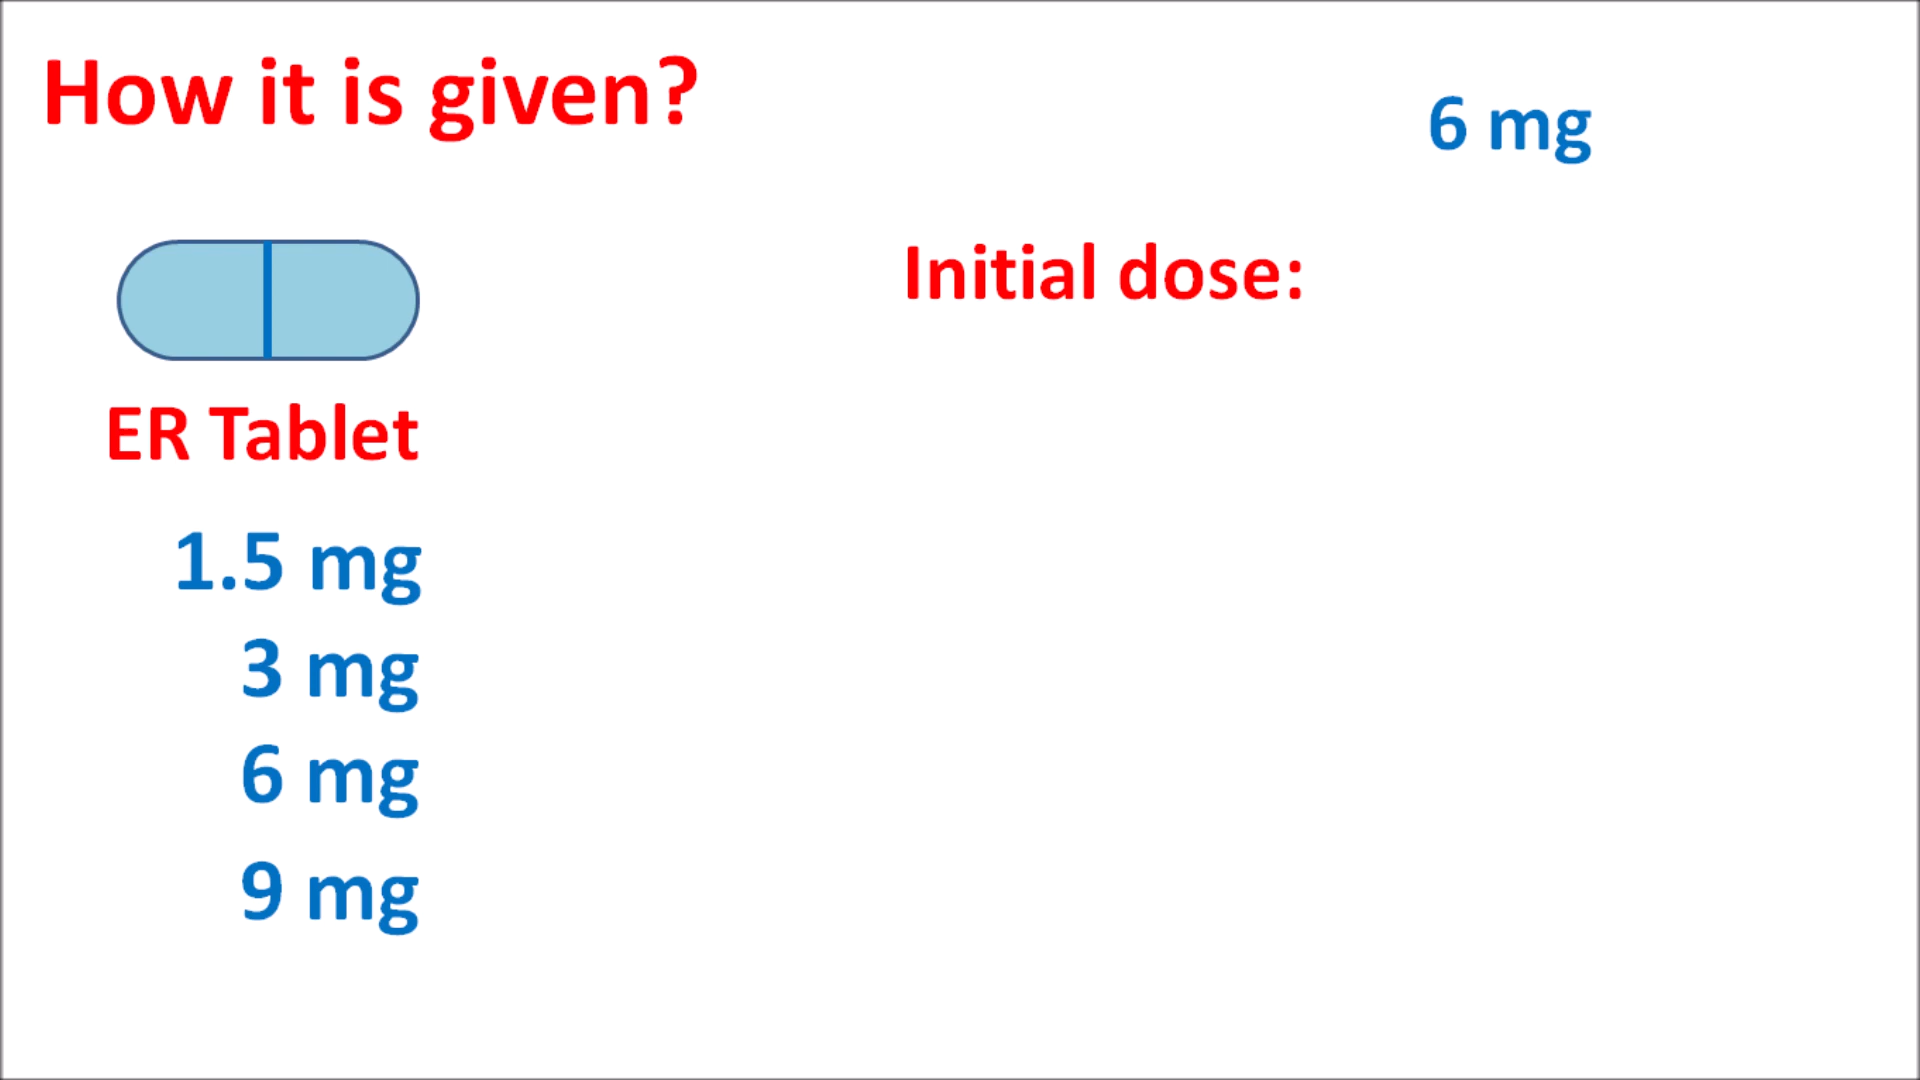 How it is given?
6 mg
Initial dose:
ER Tablet
1.5 mg
3 mg
6 mg
9 mg